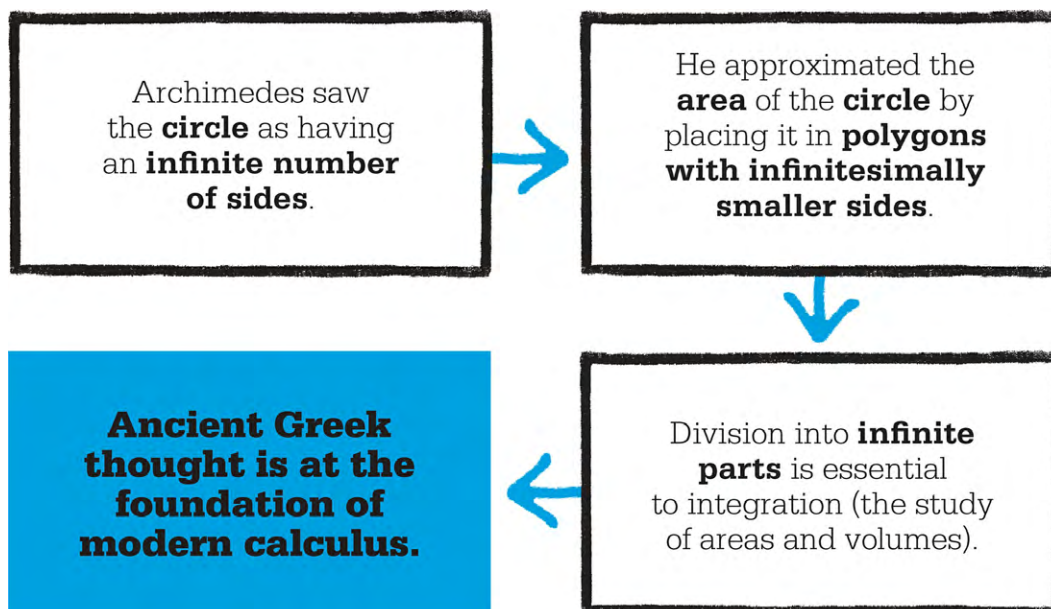 Archimedes saw
the circle as having
an infinite number
of sides.
He approximated the
area of the circle by
placing it in polygons
with infinitesimally
smaller sides.
Division into infinite
parts is essential
to integration (the study
of areas and volumes).
Ancient Greek
thought is at the
foundation of
modern calculus.